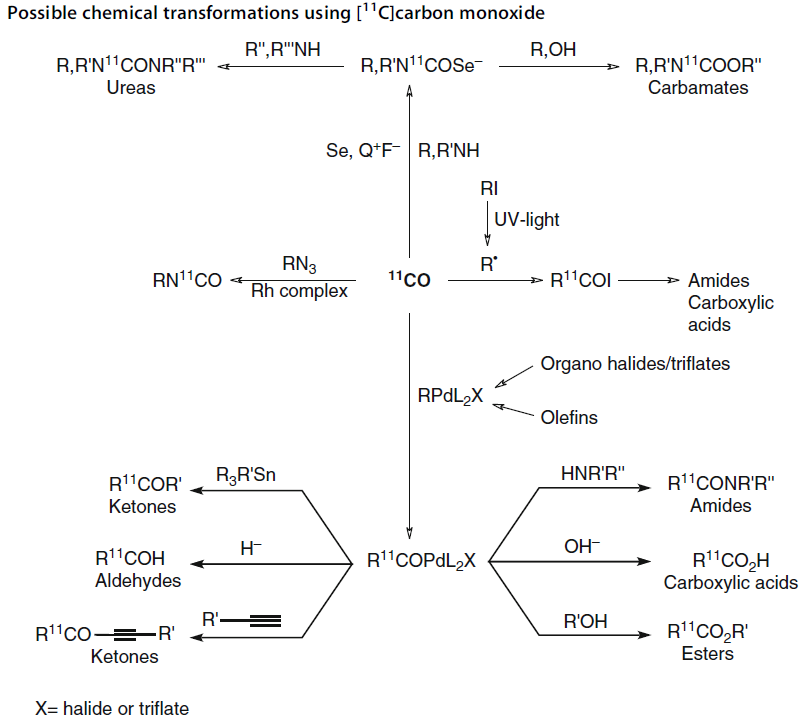 Possible chemical transformations using [¹¹C]carbon monoxide
R,R'N¹¹CONR"R'"
Ureas
R",R'"NH
R,R'N¹¹COSe⁻
R,OH
R,R'N¹¹COOR"
Carbamates
Se, Q⁺F⁻
R,R'NH
RI
UV-light
R•
RN¹¹CO
RN₃
Rh complex
¹¹CO
R¹¹COI
Amides
Carboxylic
acids
RPdL₂X
Organo halides/triflates
Olefins
R¹¹COR'
Ketones
R₃R'Sn
R¹¹COH
Aldehydes
H⁻
R¹¹CO
R'
Ketones
R'
R¹¹COPdL₂X
HNR'R"
R¹¹CONR'R"
Amides
OH⁻
R¹¹CO₂H
Carboxylic acids
R'OH
R¹¹CO₂R'
Esters
X= halide or triflate